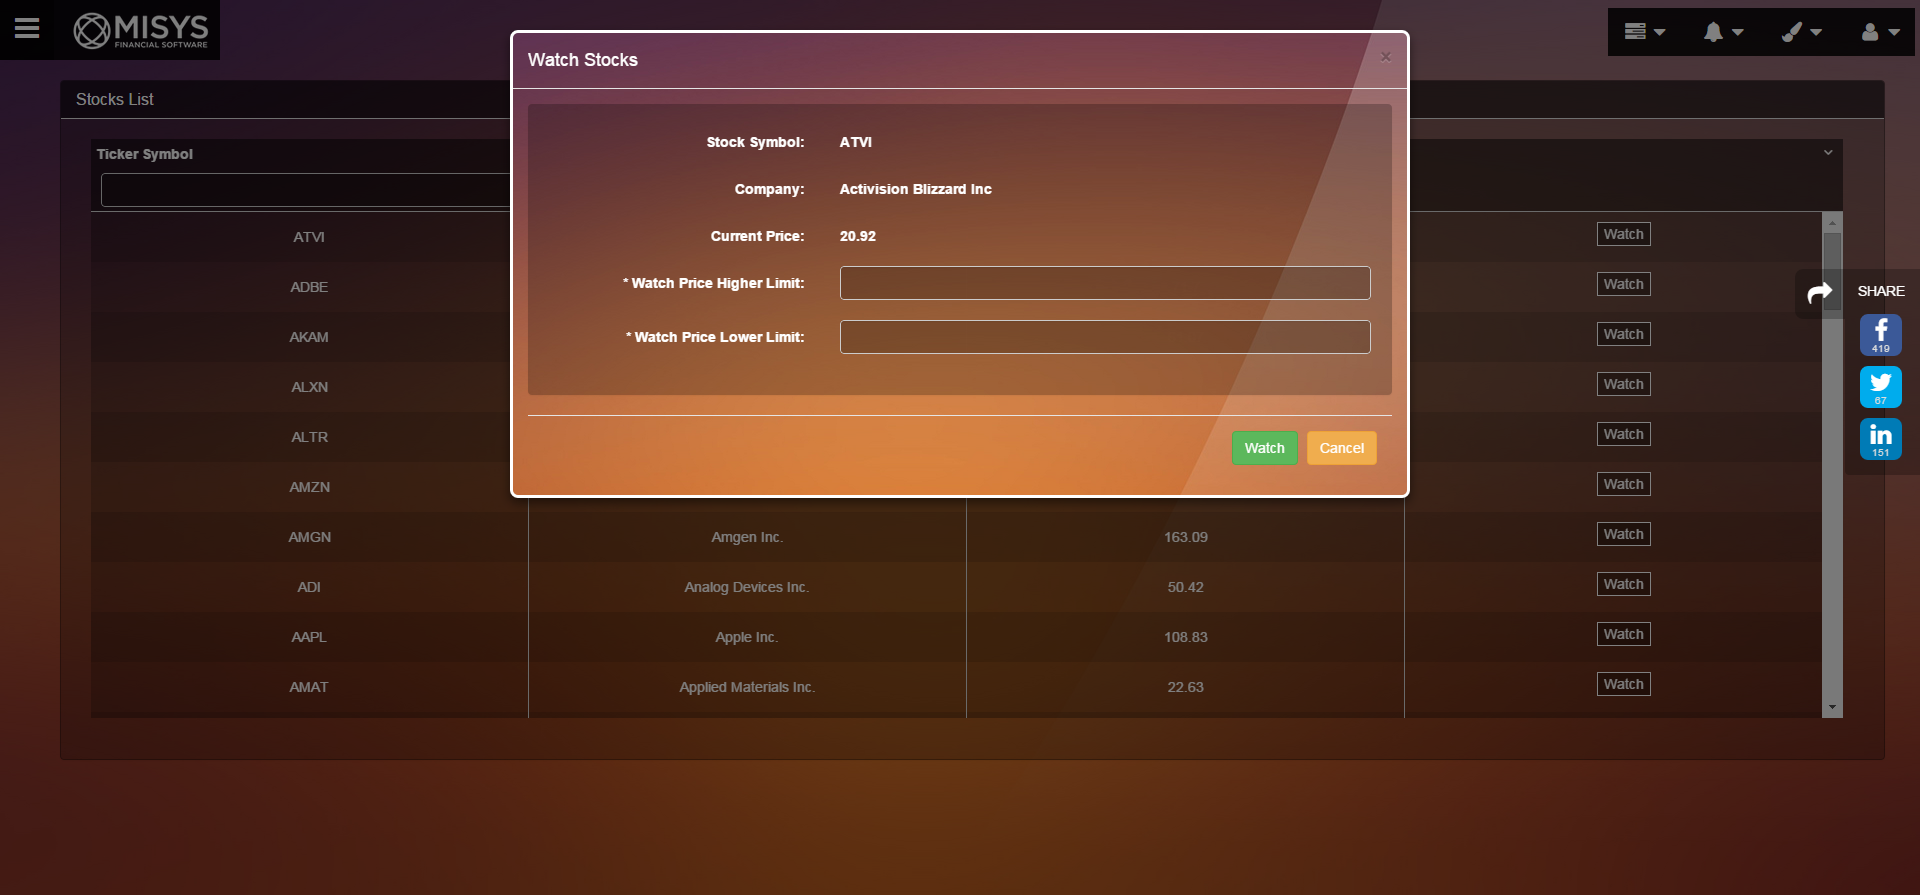 MISYS
FINANCIAL SOFTWARE
Watch Stocks
×
Stocks List
Ticker Symbol
Stock Symbol: ATVI
Company: Activision Blizzard Inc
Current Price: 20.92
* Watch Price Higher Limit:
* Watch Price Lower Limit:
Watch Cancel
ATVI Watch
ADBE Watch
AKAM Watch
ALXN Watch
ALTR Watch
AMZN Watch
AMGN Amgen Inc. 163.09 Watch
ADI Analog Devices Inc. 50.42 Watch
AAPL Apple Inc. 108.83 Watch
AMAT Applied Materials Inc. 22.63 Watch
SHARE
419
67
in
151